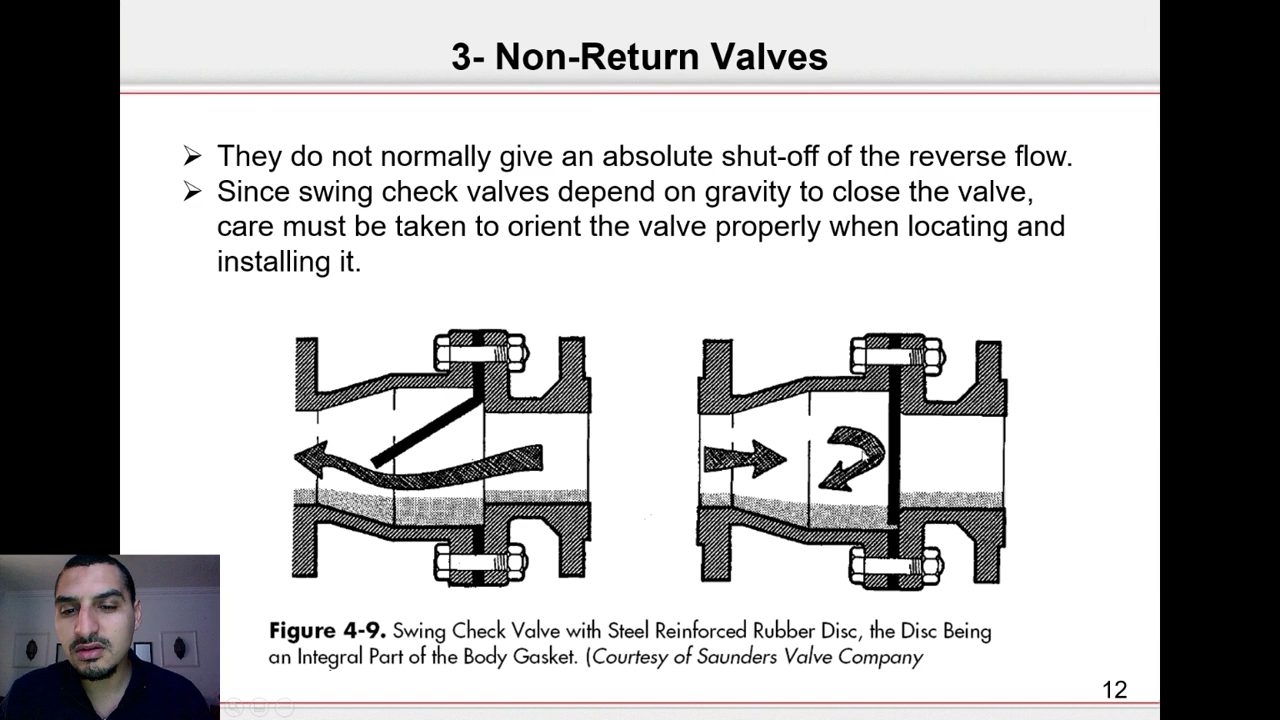 3- Non-Return Valves
➢ They do not normally give an absolute shut-off of the reverse flow.
➢ Since swing check valves depend on gravity to close the valve,
care must be taken to orient the valve properly when locating and
installing it.
Figure 4-9. Swing Check Valve with Steel Reinforced Rubber Disc, the Disc Being
an Integral Part of the Body Gasket. (Courtesy of Saunders Valve Company
12